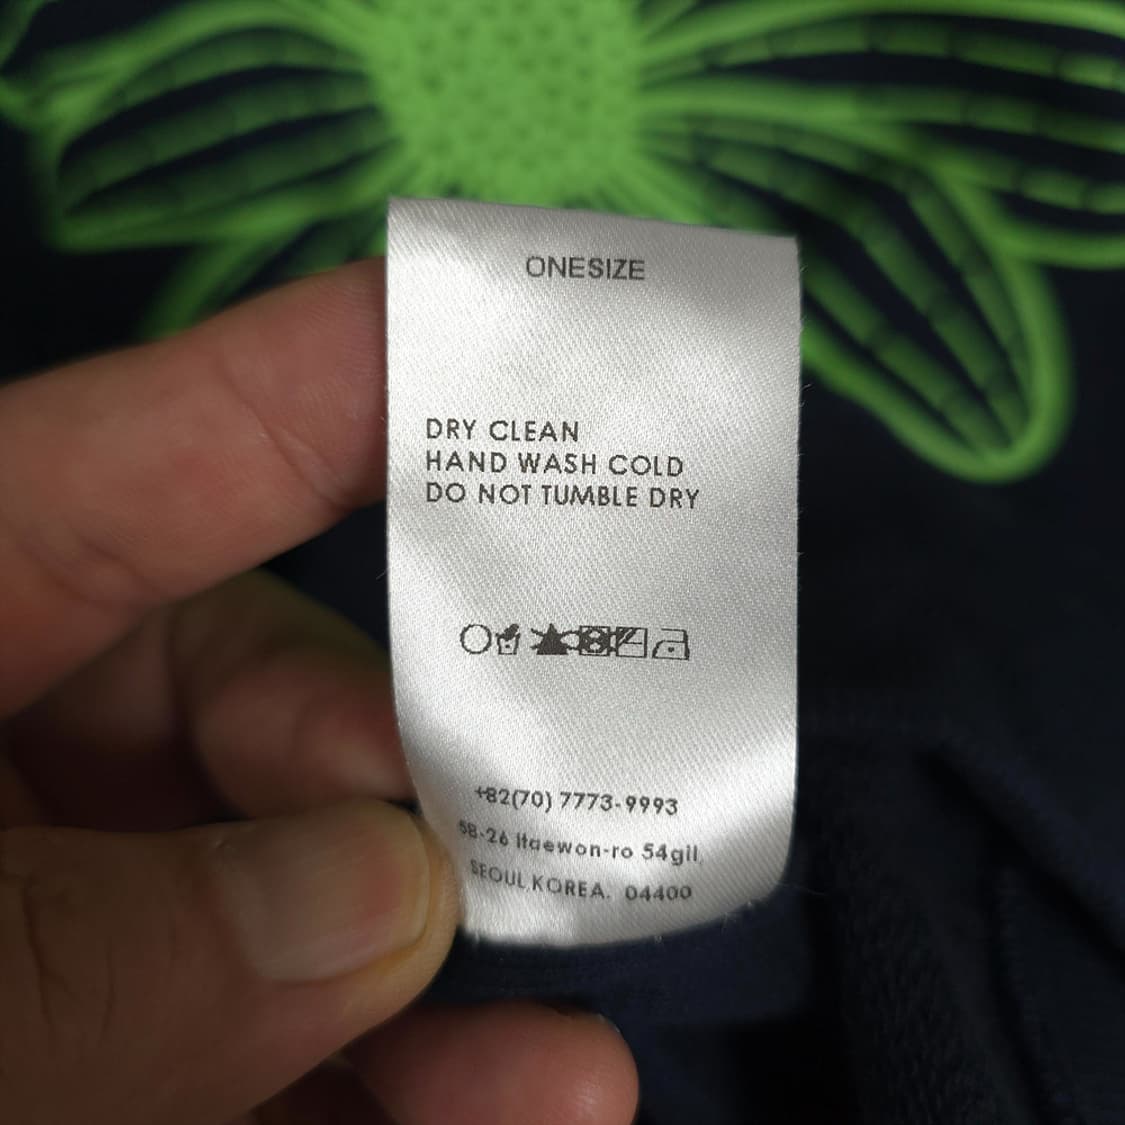 ONESIZE
DRY CLEAN
HAND WASH COLD
DO NOT TUMBLE DRY
+82(70) 7773-9993
58-26 Itaewon-ro 54gil,
SEOUL,KOREA. 04400